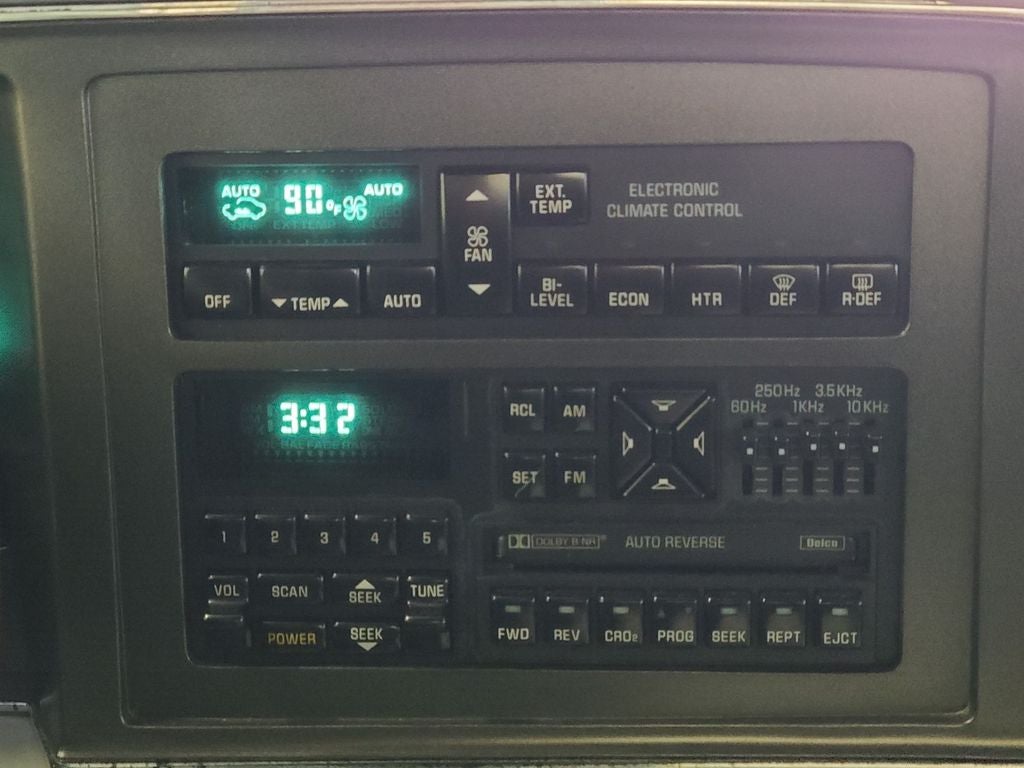 AUTO 90°F AUTO
EXT. TEMP
ELECTRONIC
CLIMATE CONTROL
FAN
OFF
TEMP
AUTO
BI-
LEVEL
ECON
HTR
DEF
R-DEF
3:32
RCL
AM
SET
FM
250Hz 3.5KHz
60Hz 1KHz 10KHz
1 2 3 4 5
DOLBY B NR
AUTO REVERSE
Delco
VOL
SCAN
SEEK
TUNE
POWER
SEEK
FWD
REV
CRO2
PROG
SEEK
REPT
EJCT